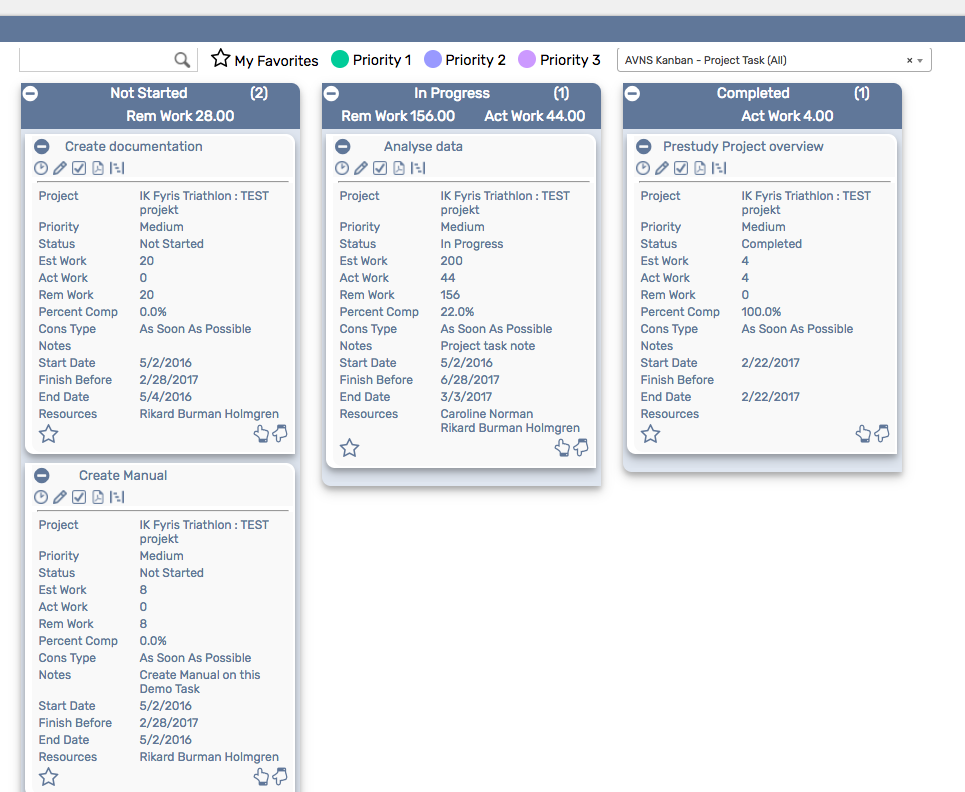 My Favorites Priority 1 Priority 2 Priority 3 AVNS Kanban - Project Task (All)
Not Started (2)
Rem Work 28.00
Create documentation
Project IK Fyris Triathlon : TEST
projekt
Priority Medium
Status Not Started
Est Work 20
Act Work 0
Rem Work 20
Percent Comp 0.0%
Cons Type As Soon As Possible
Notes
Start Date 5/2/2016
Finish Before 2/28/2017
End Date 5/4/2016
Resources Rikard Burman Holmgren
Create Manual
Project IK Fyris Triathlon : TEST
projekt
Priority Medium
Status Not Started
Est Work 8
Act Work 0
Rem Work 8
Percent Comp 0.0%
Cons Type As Soon As Possible
Notes Create Manual on this
Demo Task
Start Date 5/2/2016
Finish Before 2/28/2017
End Date 5/2/2016
Resources Rikard Burman Holmgren
In Progress (1)
Rem Work 156.00 Act Work 44.00
Analyse data
Project IK Fyris Triathlon : TEST
projekt
Priority Medium
Status In Progress
Est Work 200
Act Work 44
Rem Work 156
Percent Comp 22.0%
Cons Type As Soon As Possible
Notes Project task note
Start Date 5/2/2016
Finish Before 6/28/2017
End Date 3/3/2017
Resources Caroline Norman
Rikard Burman Holmgren
Completed (1)
Act Work 4.00
Prestudy Project overview
Project IK Fyris Triathlon : TEST
projekt
Priority Medium
Status Completed
Est Work 4
Act Work 4
Rem Work 0
Percent Comp 100.0%
Cons Type As Soon As Possible
Notes
Start Date 2/22/2017
Finish Before
End Date 2/22/2017
Resources